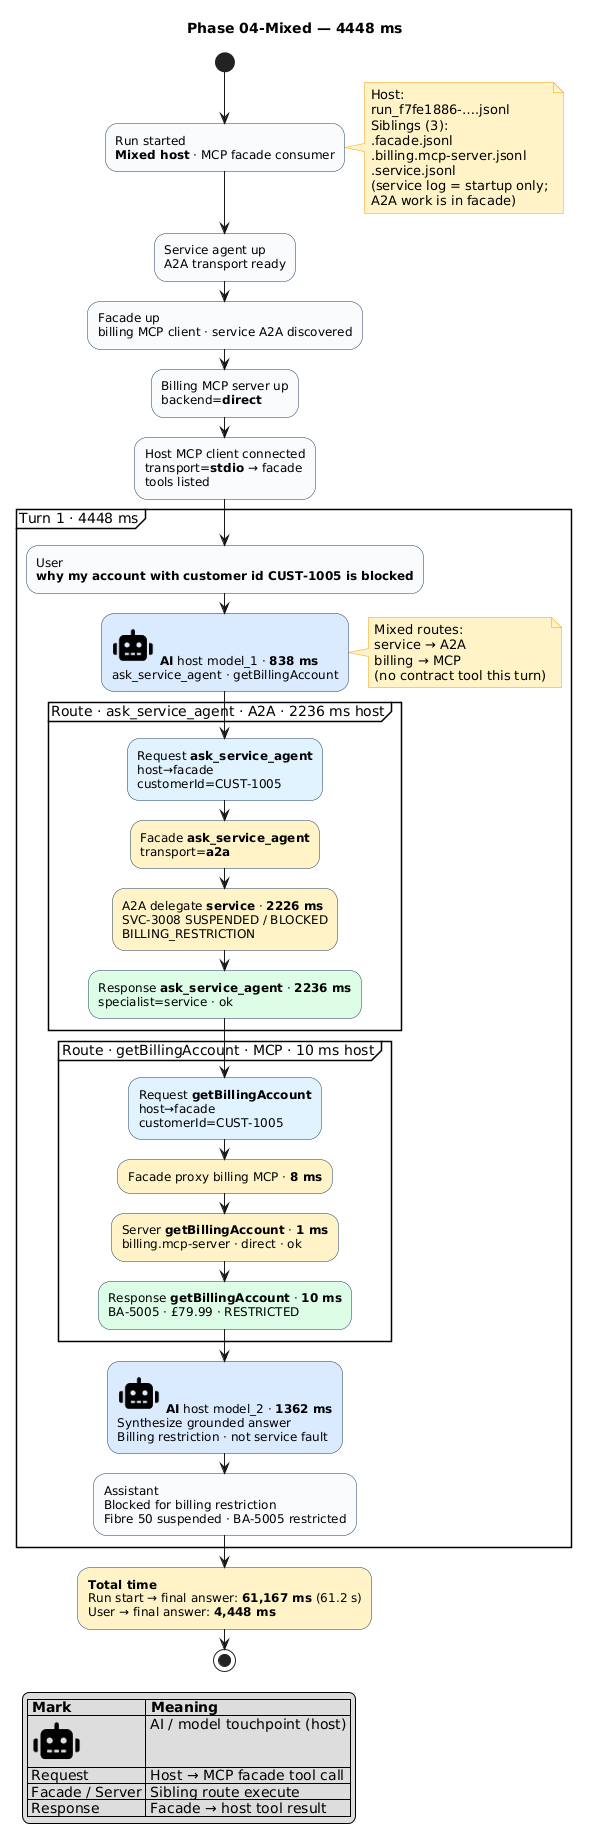 Phase 04-Mixed — 4448 ms
Host:
run_f7fe1886-....jsonl
Siblings (3):
.facade.jsonl
.billing.mcp-server.jsonl
.service.jsonl
(service log = startup only;
A2A work is in facade)
Run started
Mixed host · MCP facade consumer
Service agent up
A2A transport ready
Facade up
billing MCP client · service A2A discovered
Billing MCP server up
backend=direct
Host MCP client connected
transport=stdio → facade
tools listed
Turn 1 · 4448 ms
User
why my account with customer id CUST-1005 is blocked
AI host model_1 · 838 ms
ask_service_agent · getBillingAccount
Mixed routes:
service → A2A
billing → MCP
(no contract tool this turn)
Route · ask_service_agent · A2A · 2236 ms host
Request ask_service_agent
host→facade
customerId=CUST-1005
Facade ask_service_agent
transport=a2a
A2A delegate service · 2226 ms
SVC-3008 SUSPENDED / BLOCKED
BILLING_RESTRICTION
Response ask_service_agent · 2236 ms
specialist=service · ok
Route · getBillingAccount · MCP · 10 ms host
Request getBillingAccount
host→facade
customerId=CUST-1005
Facade proxy billing MCP · 8 ms
Server getBillingAccount · 1 ms
billing.mcp-server · direct · ok
Response getBillingAccount · 10 ms
BA-5005 · £79.99 · RESTRICTED
AI host model_2 · 1362 ms
Synthesize grounded answer
Billing restriction · not service fault
Assistant
Blocked for billing restriction
Fibre 50 suspended · BA-5005 restricted
Total time
Run start → final answer: 61,167 ms (61.2 s)
User → final answer: 4,448 ms
Mark Meaning
AI / model touchpoint (host)
Request Host → MCP facade tool call
Facade / Server Sibling route execute
Response Facade → host tool result